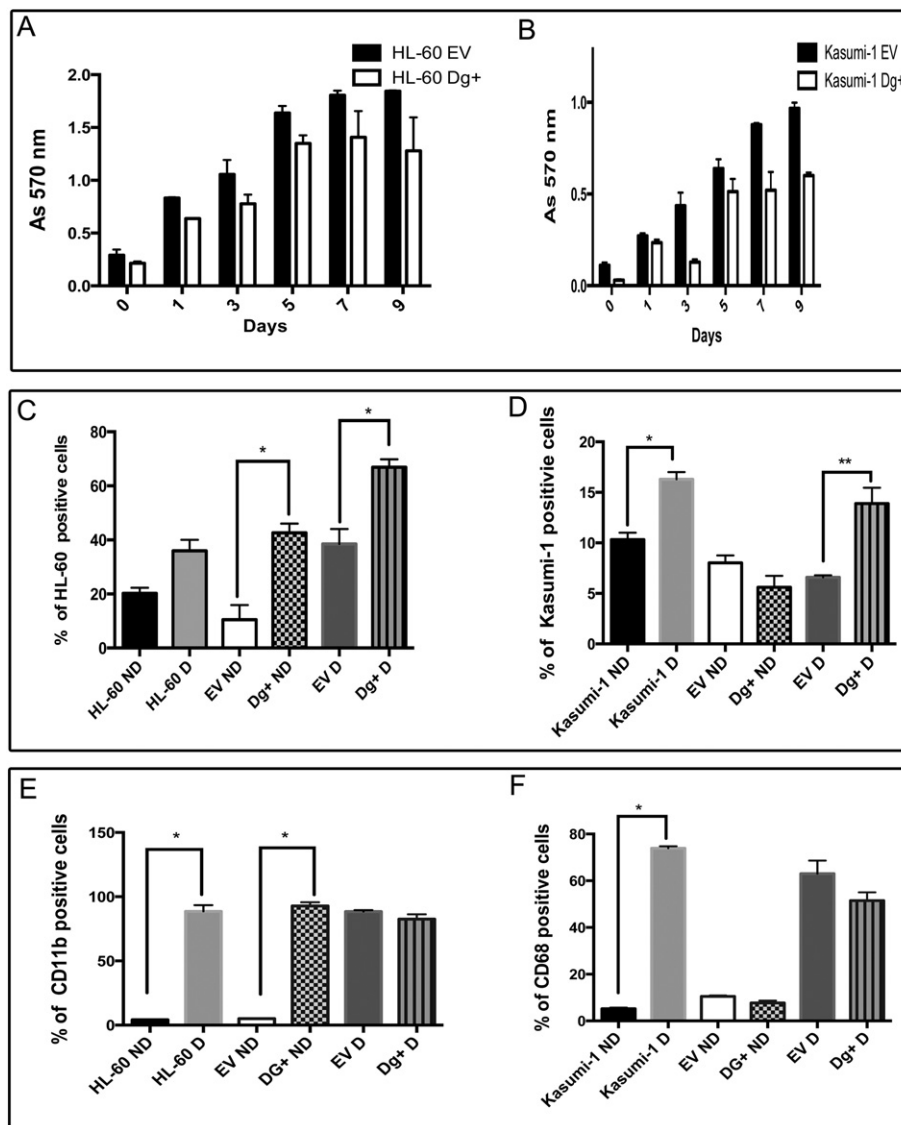 A
HL-60 EV
HL-60 Dg+
As 570 nm
2.0
1.5
1.0
0.5
0.0
0 1 3 5 7 9
Days
B
Kasumi-1 EV
Kasumi-1 Dg+
As 570 nm
1.0
0.5
0.0
0 1 3 5 7 9
Days
C
% of HL-60 positive cells
80
60
40
20
0
*
*
HL-60 ND
HL-60 D
EV ND
Dg+ ND
EV D
Dg+ D
D
% of Kasumi-1 positivie cells
20
15
10
5
0
*
**
Kasumi-1 ND
Kasumi-1 D
EV ND
Dg+ ND
EV D
Dg+ D
E
% of CD11b positive cells
150
100
50
0
*
*
HL-60 ND
HL-60 D
EV ND
DG+ ND
EV D
Dg+ D
F
% of CD68 positive cells
80
60
40
20
0
*
Kasumi-1 ND
Kasumi-1 D
EV ND
DG+ ND
EV D
Dg+ D